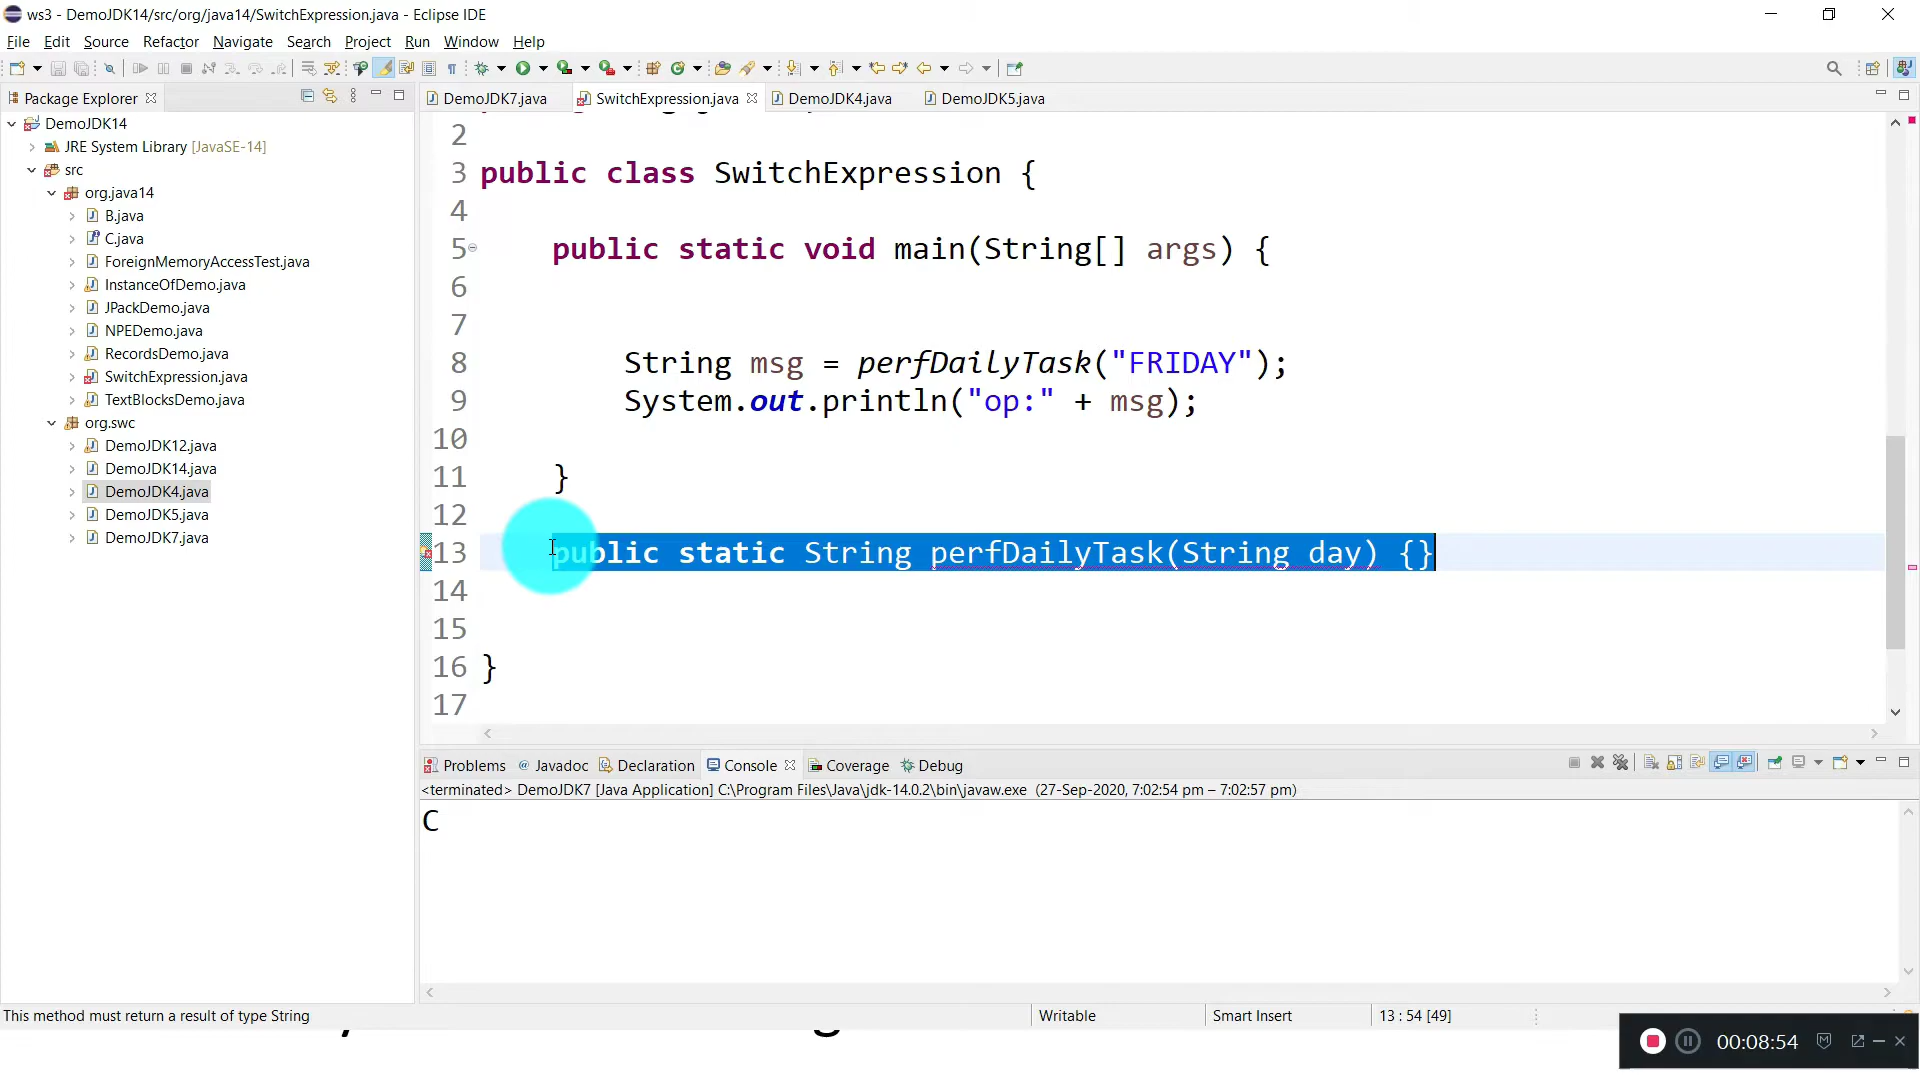 ws3 - DemoJDK14/src/org/java14/SwitchExpression.java - Eclipse IDE
File Edit Source Refactor Navigate Search Project Run Window Help
Package Explorer
DemoJDK7.java SwitchExpression.java DemoJDK4.java DemoJDK5.java
DemoJDK14
JRE System Library [JavaSE-14]
src
org.java14
B.java
C.java
ForeignMemoryAccessTest.java
InstanceOfDemo.java
JPackDemo.java
NPEDemo.java
RecordsDemo.java
SwitchExpression.java
TextBlocksDemo.java
org.swc
DemoJDK12.java
DemoJDK14.java
DemoJDK4.java
DemoJDK5.java
DemoJDK7.java
2
3 public class SwitchExpression {
4
5 public static void main(String[] args) {
6
7
8 String msg = perfDailyTask("FRIDAY");
9 System.out.println("op:" + msg);
10
11 }
12
13 public static String perfDailyTask(String day) {}
14
15
16 }
17
Problems @ Javadoc Declaration Console Coverage Debug
<terminated> DemoJDK7 [Java Application] C:\Program Files\Java\jdk-14.0.2\bin\javaw.exe (27-Sep-2020, 7:02:54 pm – 7:02:57 pm)
C
This method must return a result of type String Writable Smart Insert 13 : 54 [49]
00:08:54